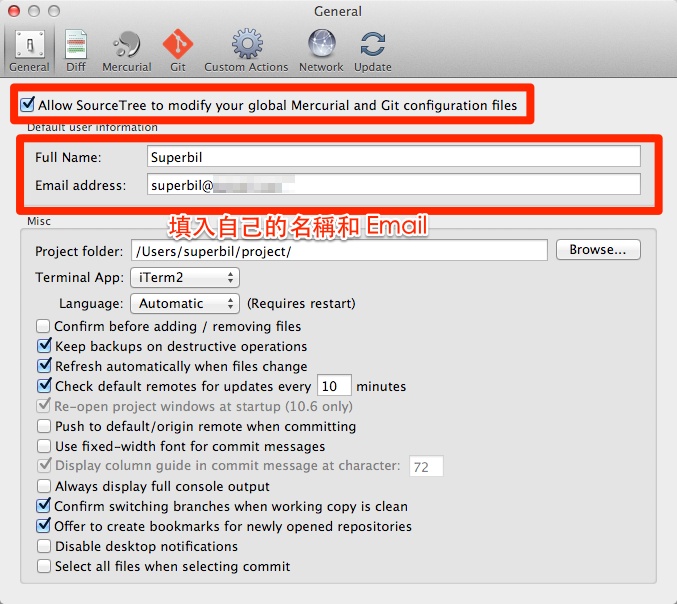 General
General Diff Mercurial Git Custom Actions Network Update
Allow SourceTree to modify your global Mercurial and Git configuration files
Default user information
Full Name: Superbil
Email address: superbil@
填入自己的名稱和 Email
Misc
Project folder: /Users/superbil/project/ Browse...
Terminal App: iTerm2
Language: Automatic (Requires restart)
Confirm before adding / removing files
Keep backups on destructive operations
Refresh automatically when files change
Check default remotes for updates every 10 minutes
Re-open project windows at startup (10.6 only)
Push to default/origin remote when committing
Use fixed-width font for commit messages
Display column guide in commit message at character: 72
Always display full console output
Confirm switching branches when working copy is clean
Offer to create bookmarks for newly opened repositories
Disable desktop notifications
Select all files when selecting commit